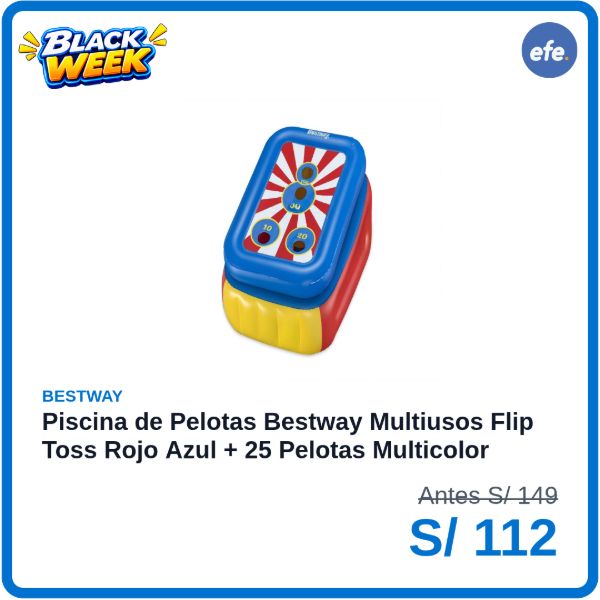 BLACK
WEEK
efe.
10
20
BESTWAY
Piscina de Pelotas Bestway Multiusos Flip
Toss Rojo Azul + 25 Pelotas Multicolor
Antes S/ 149
S/ 112